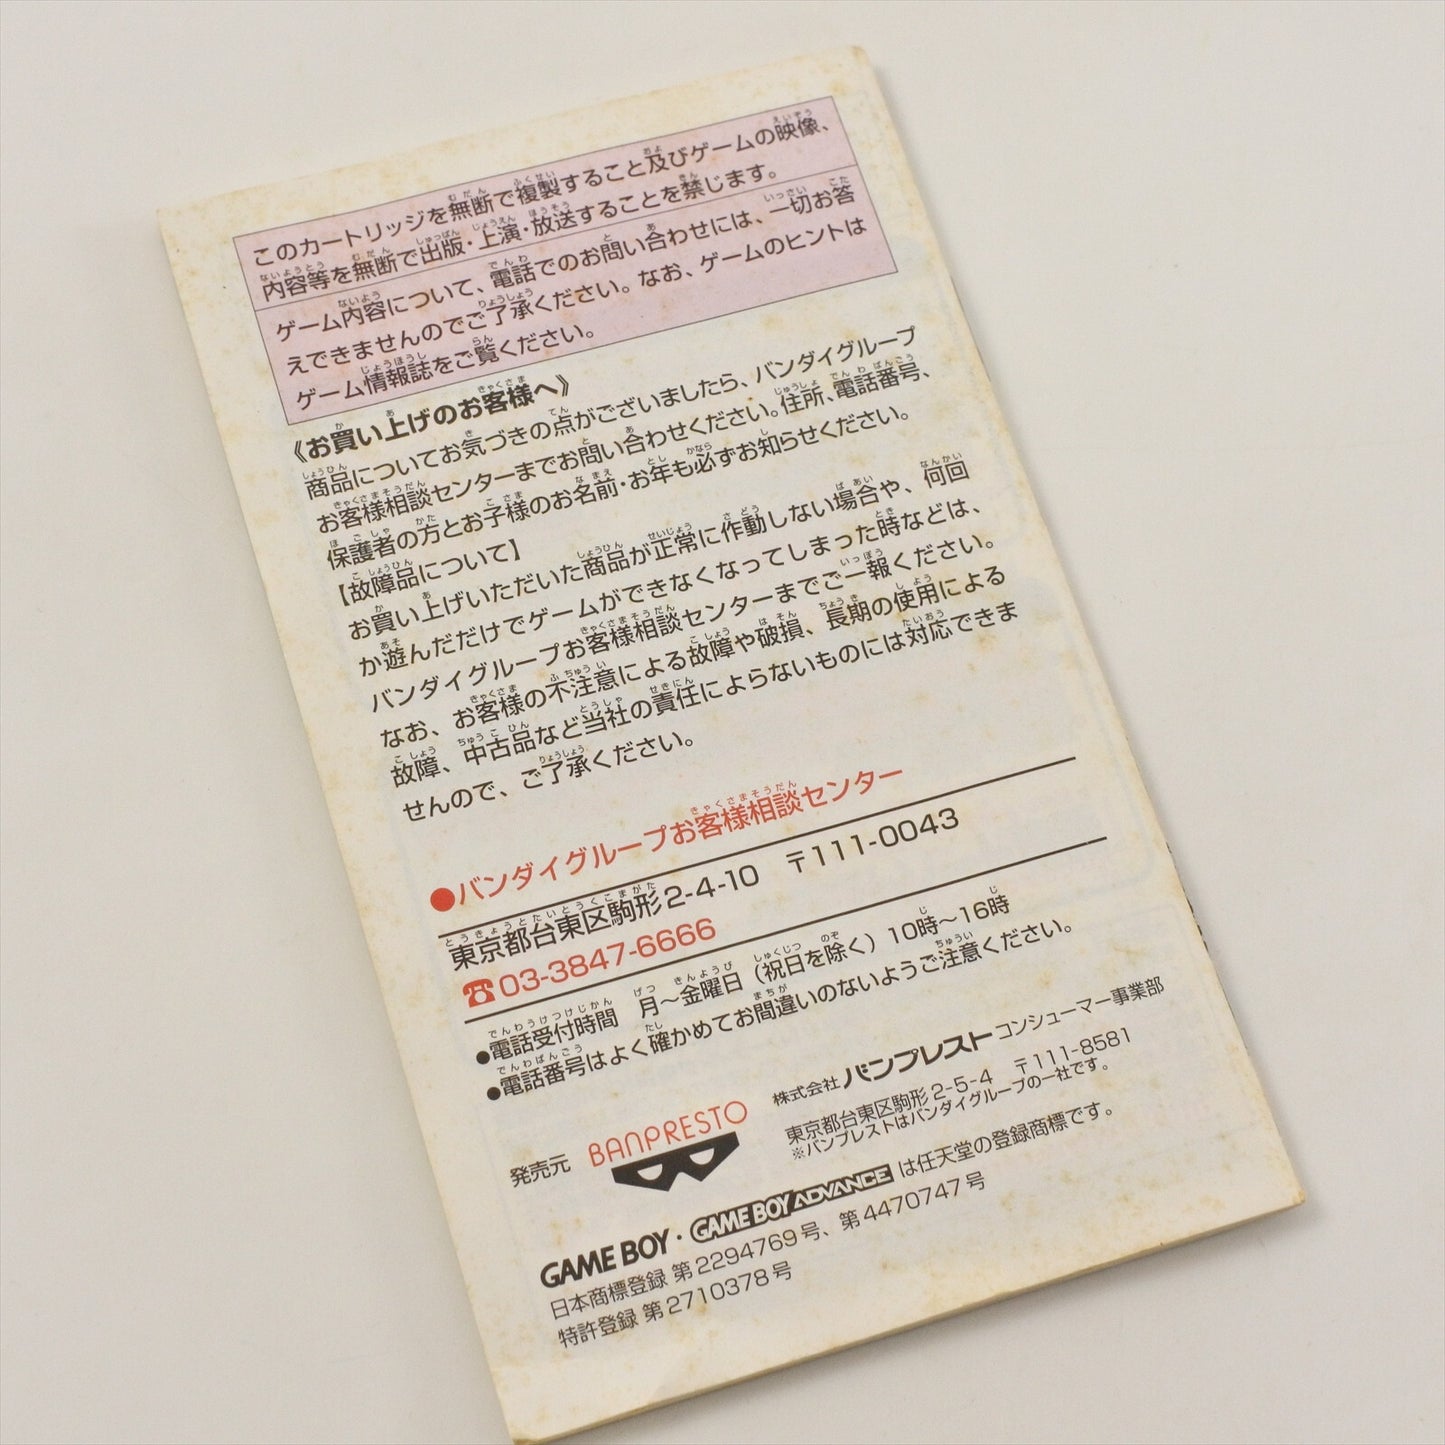 このカートリッジを無断で複製すること及びゲームの映像、
内容等を無断で出版・上演・放送することを禁じます。
ゲーム内容について、電話でのお問い合わせには、一切お答
えできませんのでご了承ください。なお、ゲームのヒントは
ゲーム情報誌をご覧ください。
《お買い上げのお客様へ》
商品についてお気づきの点がございましたら、バンダイグループ
お客様相談センターまでお問い合わせください。住所、電話番号、
保護者の方とお子様のお名前・お年も必ずお知らせください。
【故障品について】
お買い上げいただいた商品が正常に作動しない場合や、何回
か遊んだだけでゲームができなくなってしまった時などは、
バンダイグループお客様相談センターまでご一報ください。
なお、お客様の不注意による故障や破損、長期の使用による
故障、中古品など当社の責任によらないものには対応できま
せんので、ご了承ください。
●バンダイグループお客様相談センター
東京都台東区駒形2-4-10 〒111-0043
☎03-3847-6666
●電話受付時間 月〜金曜日（祝日を除く）10時〜16時
●電話番号はよく確かめてお間違いのないようご注意ください。
発売元 BANPRESTO
株式会社 バンプレスト コンシューマー事業部
東京都台東区駒形2-5-4 〒111-8581
※バンプレストはバンダイグループの一社です。
GAME BOY・GAME BOY ADVANCE は任天堂の登録商標です。
日本商標登録 第2294769号、第4470747号
特許登録 第2710378号